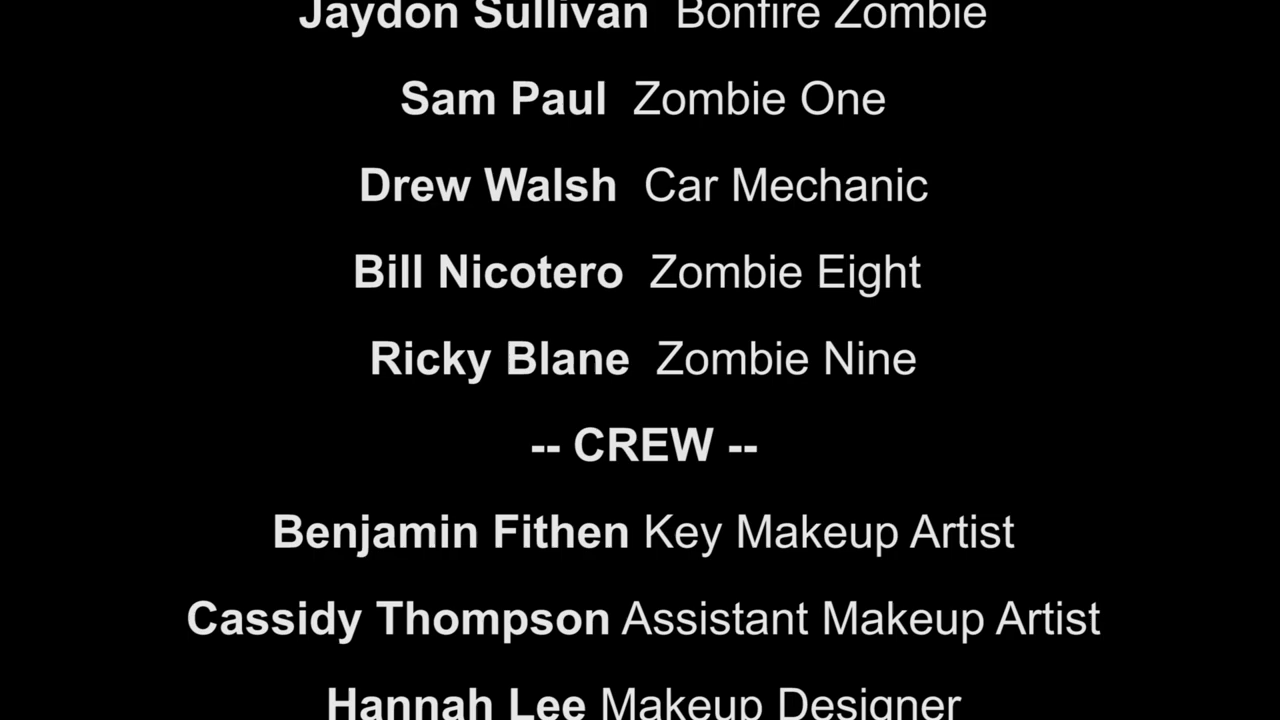 Jaydon Sullivan Bonfire Zombie
Sam Paul Zombie One
Drew Walsh Car Mechanic
Bill Nicotero Zombie Eight
Ricky Blane Zombie Nine
-- CREW --
Benjamin Fithen Key Makeup Artist
Cassidy Thompson Assistant Makeup Artist
Hannah Lee Makeup Designer